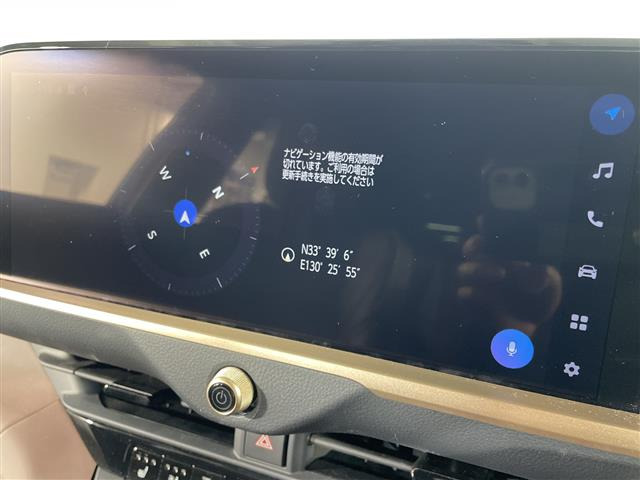 ナビゲーション機能の有効期間が
切れています。ご利用の場合は
更新手続きを実施してください
N
W
S
E
N33° 39' 6"
E130° 25' 55"